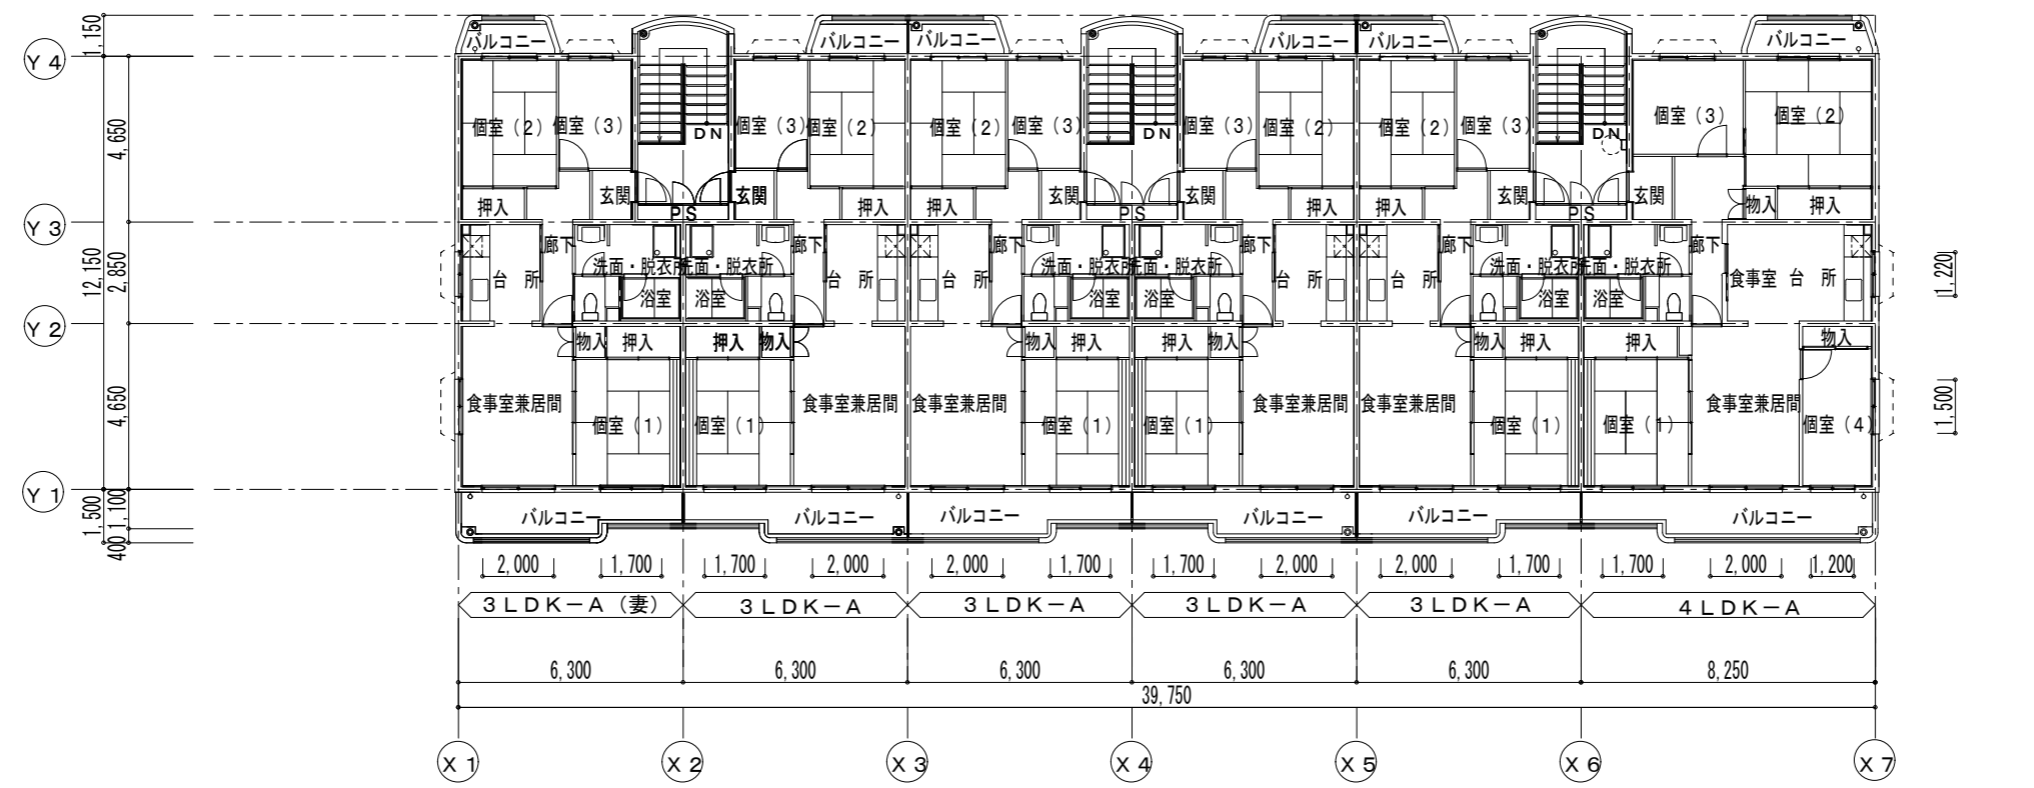 バルコニー バルコニー バルコニー バルコニー バルコニー バルコニー
1,150
Y4
個室（2） 個室（3） DN 個室（3） 個室（2） 個室（2） 個室（3） DN 個室（3） 個室（2） 個室（2） 個室（3） DN 個室（3） 個室（2）
4,650
押入 玄関 玄関 押入 押入 玄関 玄関 押入 押入 玄関 玄関 物入 押入
PS PS PS
Y3
廊下 廊下 廊下 廊下 廊下 廊下
洗面・脱衣所 洗面・脱衣所 洗面・脱衣所 洗面・脱衣所 洗面・脱衣所 洗面・脱衣所
12,150 2,850 1,220
台所 台所 台所 台所 台所 食事室 台所
浴室 浴室 浴室 浴室 浴室 浴室
Y2
物入 押入 押入 物入 物入 押入 押入 物入 物入 押入 押入 物入
4,650 1,500
食事室兼居間 食事室兼居間 食事室兼居間 食事室兼居間 食事室兼居間 食事室兼居間
個室（1） 個室（1） 個室（1） 個室（1） 個室（1） 個室（1） 個室（4）
Y1
1,500 1,100 400
バルコニー バルコニー バルコニー バルコニー バルコニー バルコニー
2,000 1,700 1,700 2,000 2,000 1,700 1,700 2,000 2,000 1,700 1,700 2,000 1,200
3LDK－A（妻） 3LDK－A 3LDK－A 3LDK－A 3LDK－A 4LDK－A
6,300 6,300 6,300 6,300 6,300 8,250
39,750
X1 X2 X3 X4 X5 X6 X7